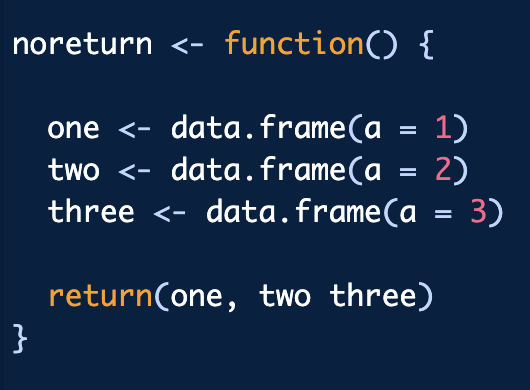 noreturn <- function() {
one <- data.frame(a = 1)
two <- data.frame(a = 2)
three <- data.frame(a = 3)
return(one, two three)
}